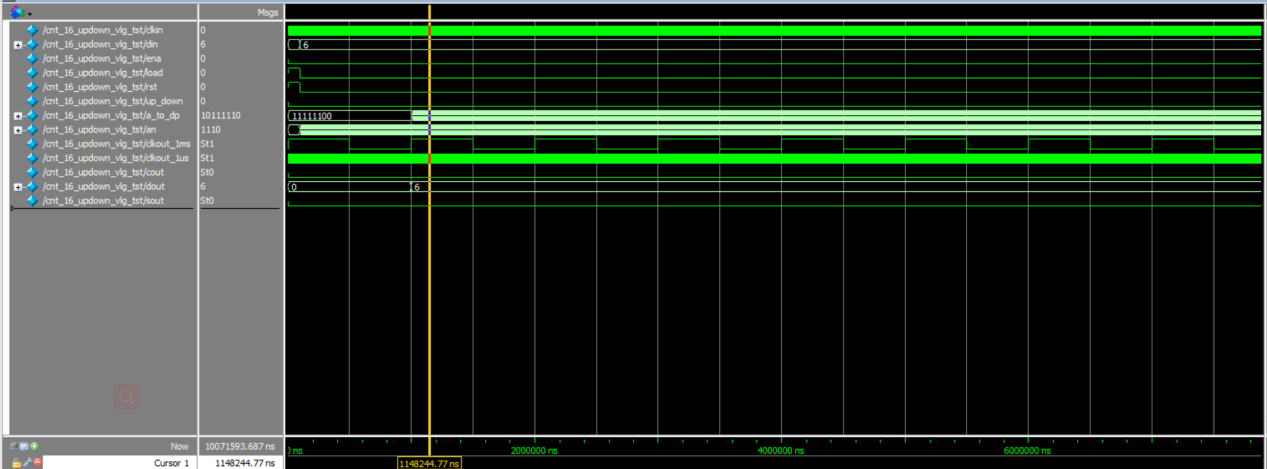 Msgs
/cnt_16_updown_vlg_tst/clkin 0
/cnt_16_updown_vlg_tst/din 6 6
/cnt_16_updown_vlg_tst/ena 0
/cnt_16_updown_vlg_tst/load 0
/cnt_16_updown_vlg_tst/rst 0
/cnt_16_updown_vlg_tst/up_down 0
/cnt_16_updown_vlg_tst/a_to_dp 10111110 11111100
/cnt_16_updown_vlg_tst/an 1110
/cnt_16_updown_vlg_tst/clkout_1ms St1
/cnt_16_updown_vlg_tst/clkout_1us St1
/cnt_16_updown_vlg_tst/cout St0
/cnt_16_updown_vlg_tst/dout 6 0 6
/cnt_16_updown_vlg_tst/sout St0
Now 10071593.687 ns ns 2000000 ns 4000000 ns 6000000 ns
Cursor 1 1148244.77 ns 1148244.77 ns